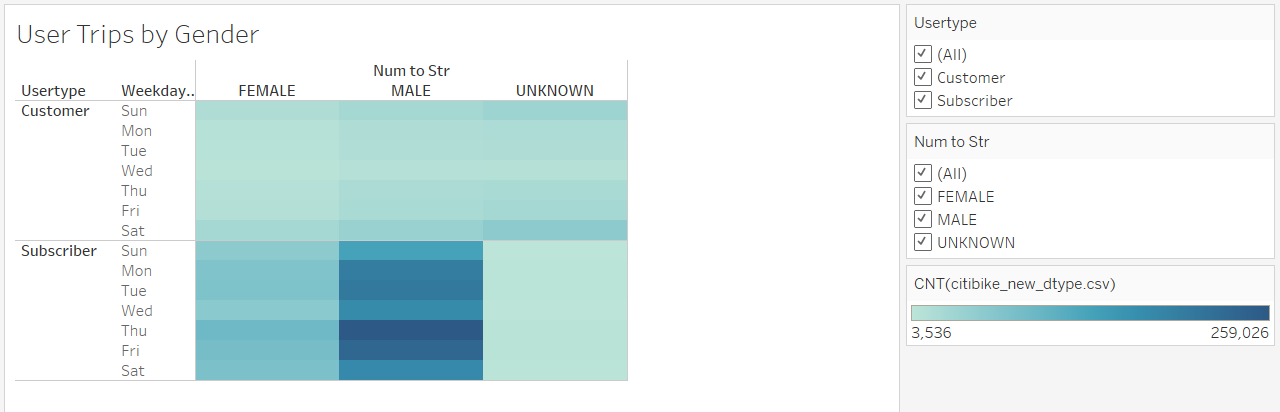 User Trips by Gender
Num to Str
Usertype Weekday.. FEMALE MALE UNKNOWN
Customer Sun
Mon
Tue
Wed
Thu
Fri
Sat
Subscriber Sun
Mon
Tue
Wed
Thu
Fri
Sat
Usertype
(All)
Customer
Subscriber
Num to Str
(All)
FEMALE
MALE
UNKNOWN
CNT(citibike_new_dtype.csv)
3,536 259,026